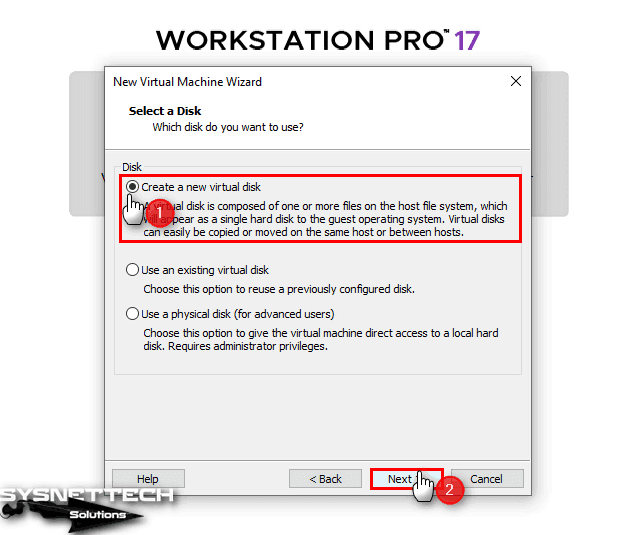 WORKSTATION PRO™ 17
New Virtual Machine Wizard
Select a Disk
Which disk do you want to use?
Disk
Create a new virtual disk
virtual disk is composed of one or more files on the host file system, which
appear as a single hard disk to the guest operating system. Virtual disks
can easily be copied or moved on the same host or between hosts.
1
Use an existing virtual disk
Choose this option to reuse a previously configured disk.
Use a physical disk (for advanced users)
Choose this option to give the virtual machine direct access to a local hard
disk. Requires administrator privileges.
Help
< Back
Next
Cancel
2
SYSNETTECH
Solutions